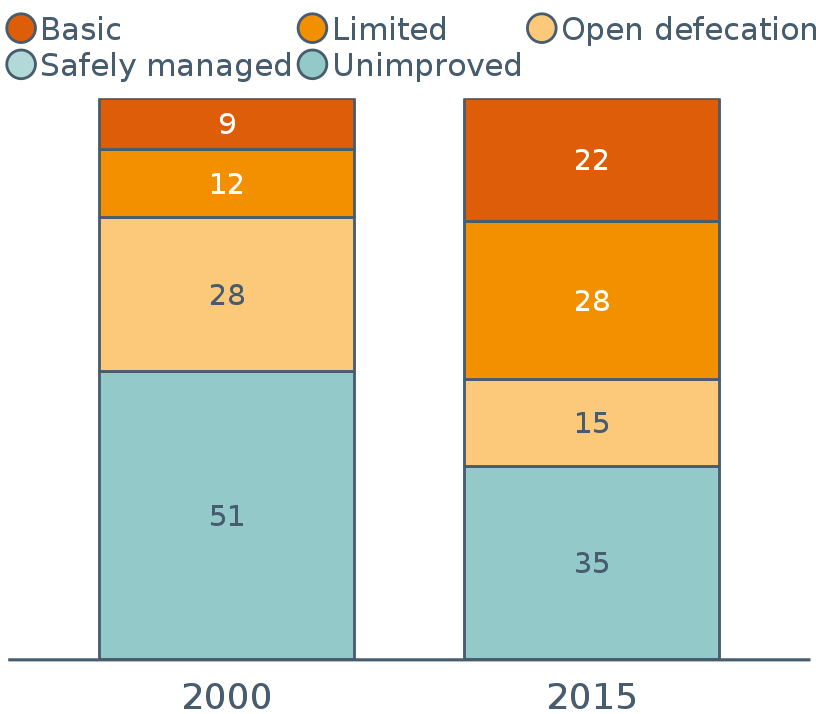 Basic Limited Open defecation
Safely managed Unimproved
9 22
12 28
28 15
51 35
2000 2015